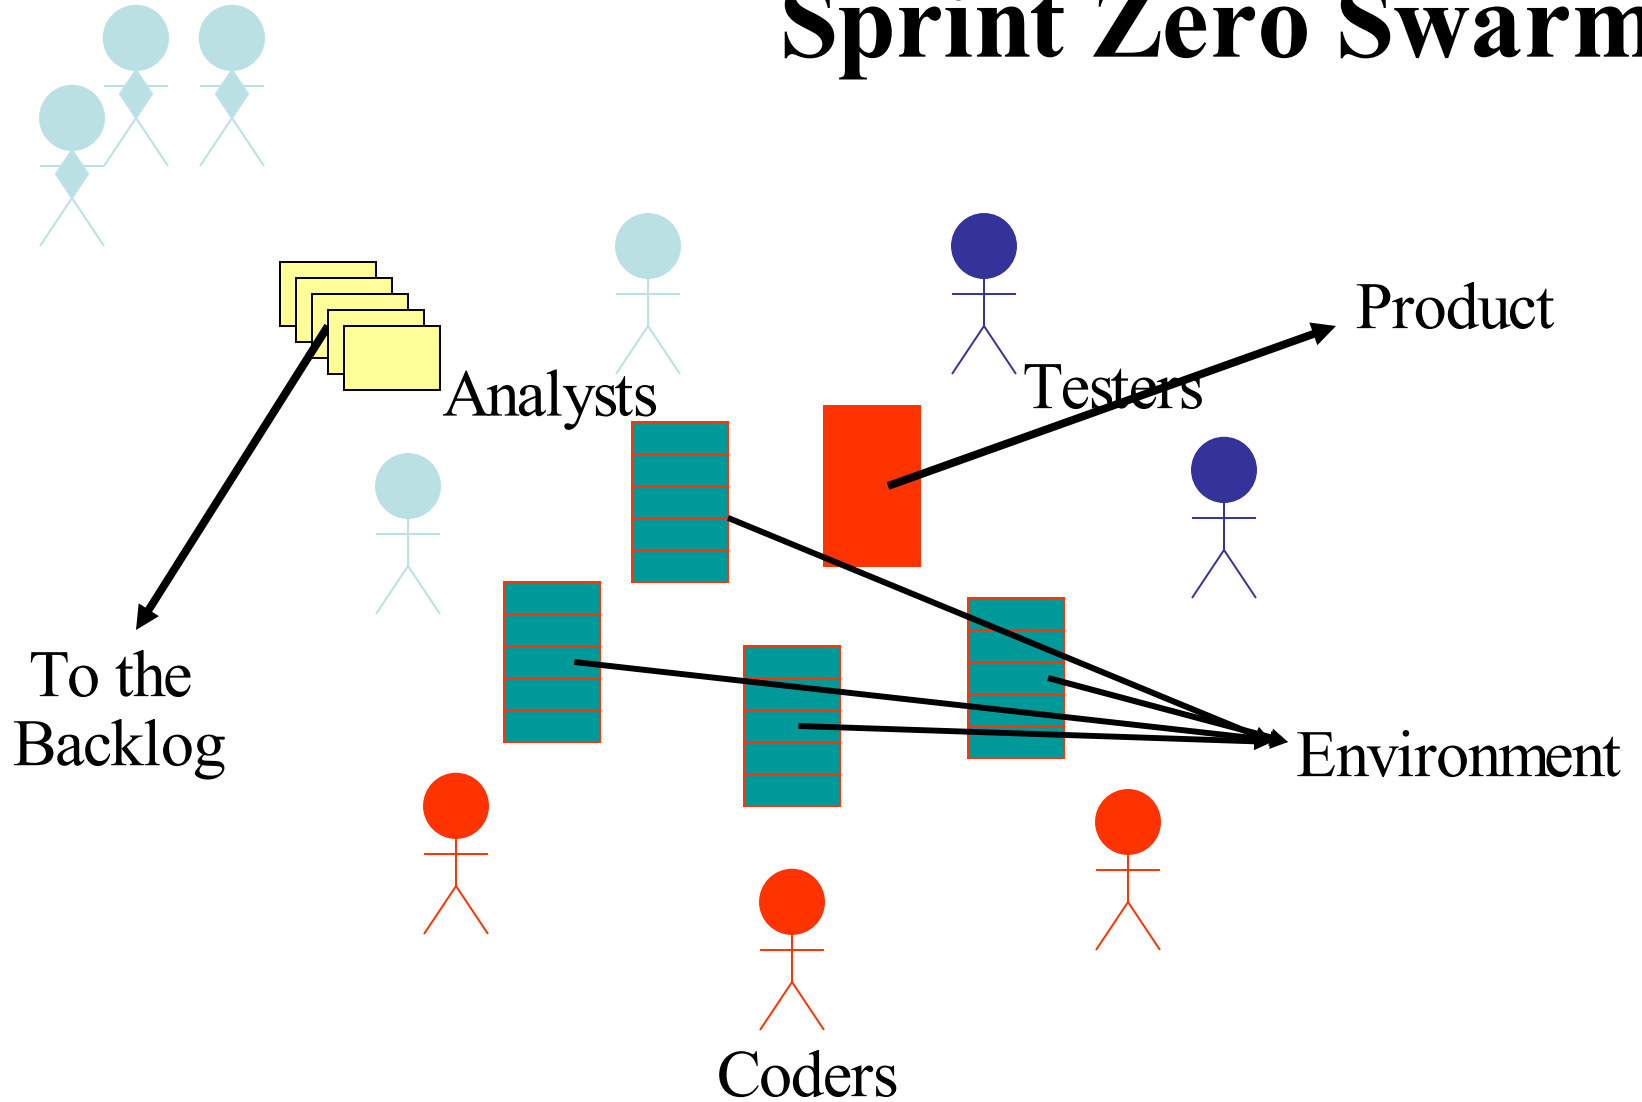 Sprint Zero Swarm
Product
Analysts
Testers
To the
Backlog
Environment
Coders